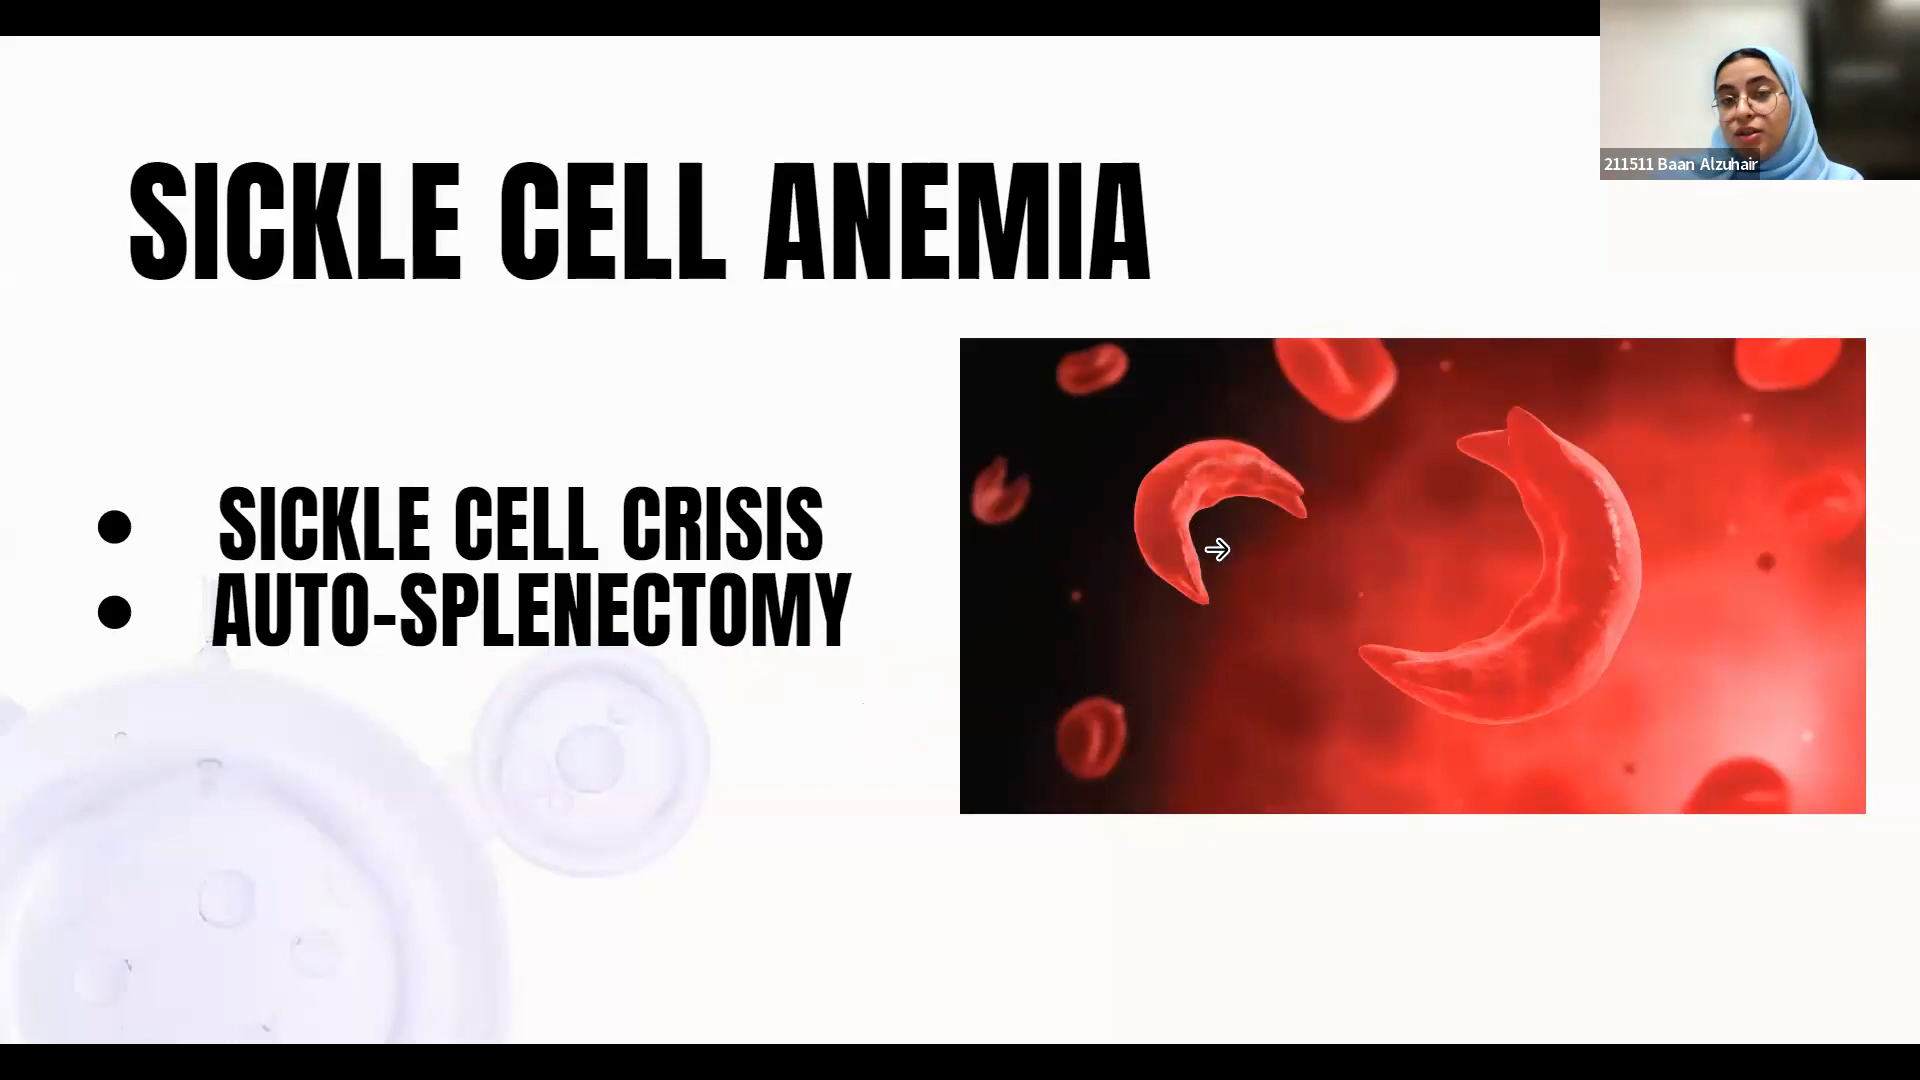 211511 Baan Alzuhair
SICKLE CELL ANEMIA
• SICKLE CELL CRISIS
• AUTO-SPLENECTOMY